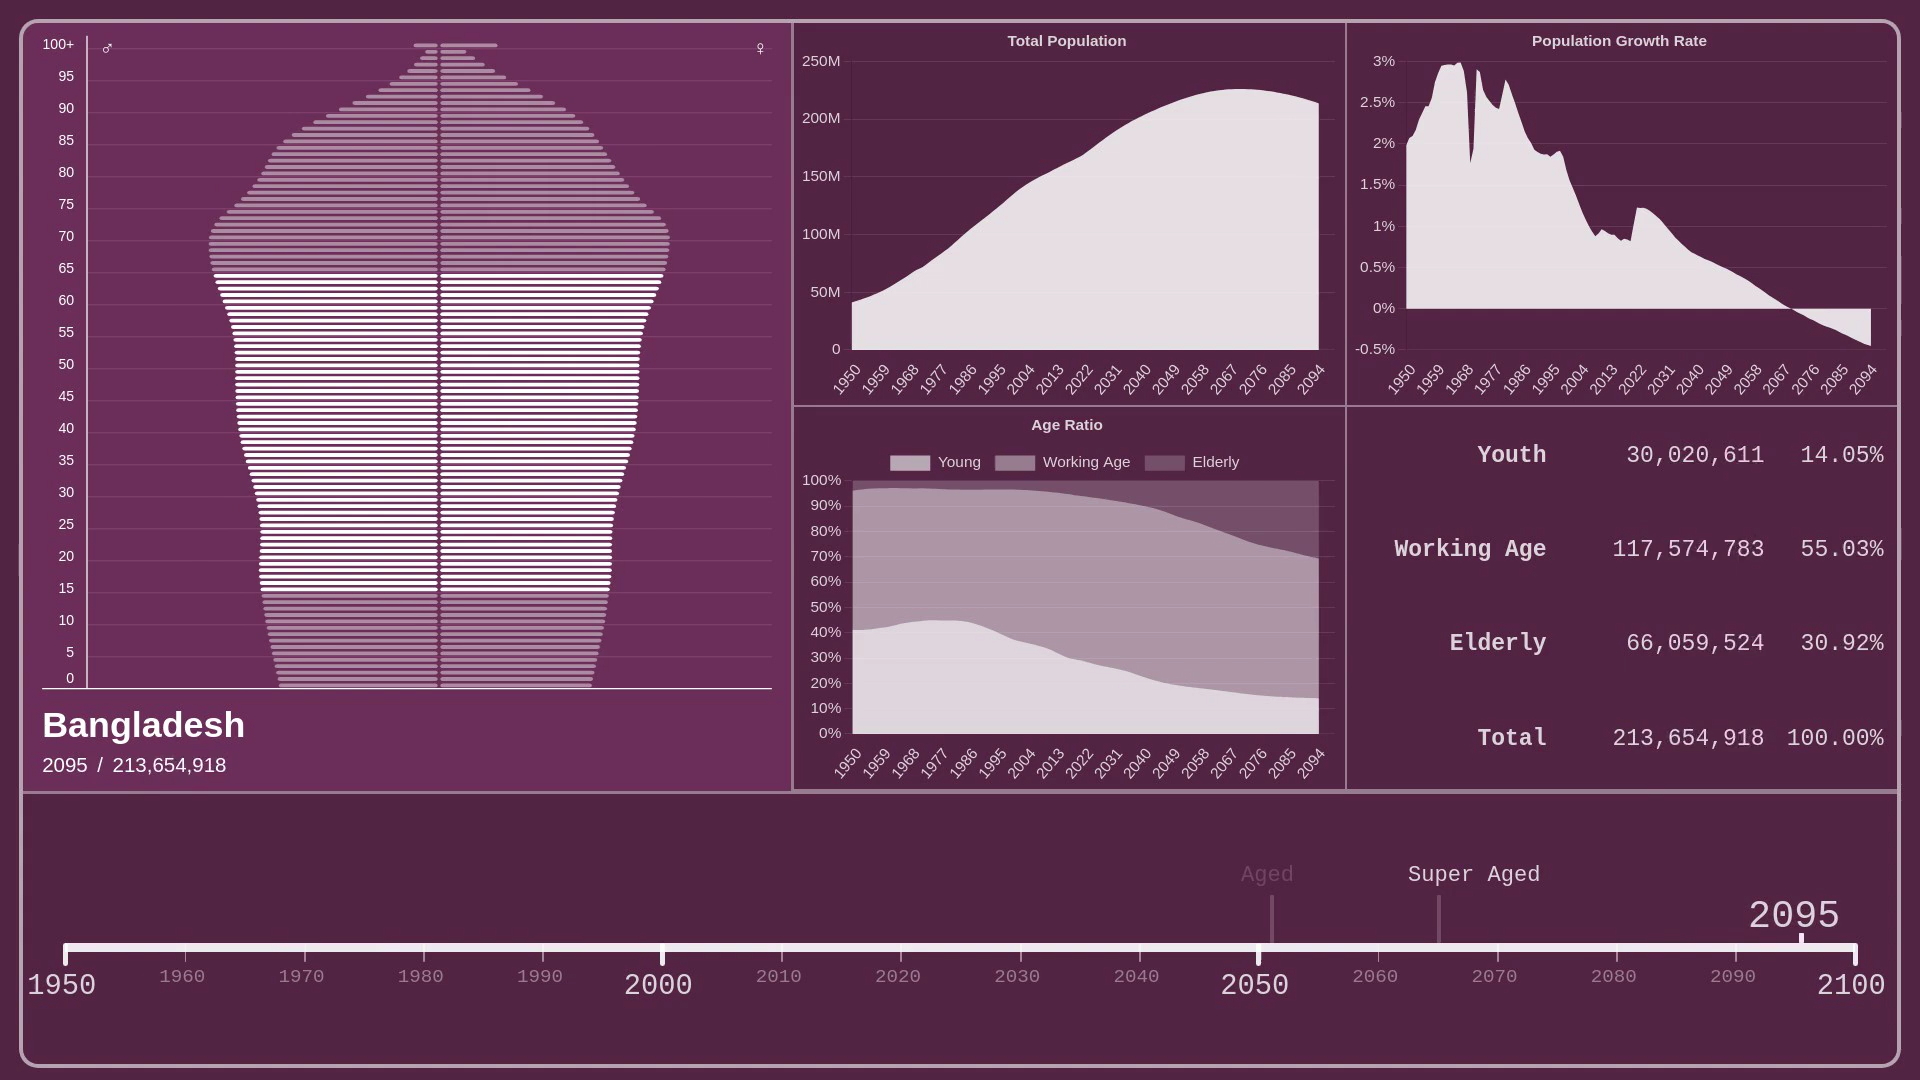 ♂ ♀
100+
95
90
85
80
75
70
65
60
55
50
45
40
35
30
25
20
15
10
5
0
Bangladesh
2095 / 213,654,918
Total Population
250M
200M
150M
100M
50M
0
1950 1959 1968 1977 1986 1995 2004 2013 2022 2031 2040 2049 2058 2067 2076 2085 2094
Population Growth Rate
3%
2.5%
2%
1.5%
1%
0.5%
0%
-0.5%
1950 1959 1968 1977 1986 1995 2004 2013 2022 2031 2040 2049 2058 2067 2076 2085 2094
Age Ratio
Young Working Age Elderly
100%
90%
80%
70%
60%
50%
40%
30%
20%
10%
0%
1950 1959 1968 1977 1986 1995 2004 2013 2022 2031 2040 2049 2058 2067 2076 2085 2094
Youth 30,020,611 14.05%
Working Age 117,574,783 55.03%
Elderly 66,059,524 30.92%
Total 213,654,918 100.00%
Aged Super Aged
2095
1950 1960 1970 1980 1990 2000 2010 2020 2030 2040 2050 2060 2070 2080 2090 2100